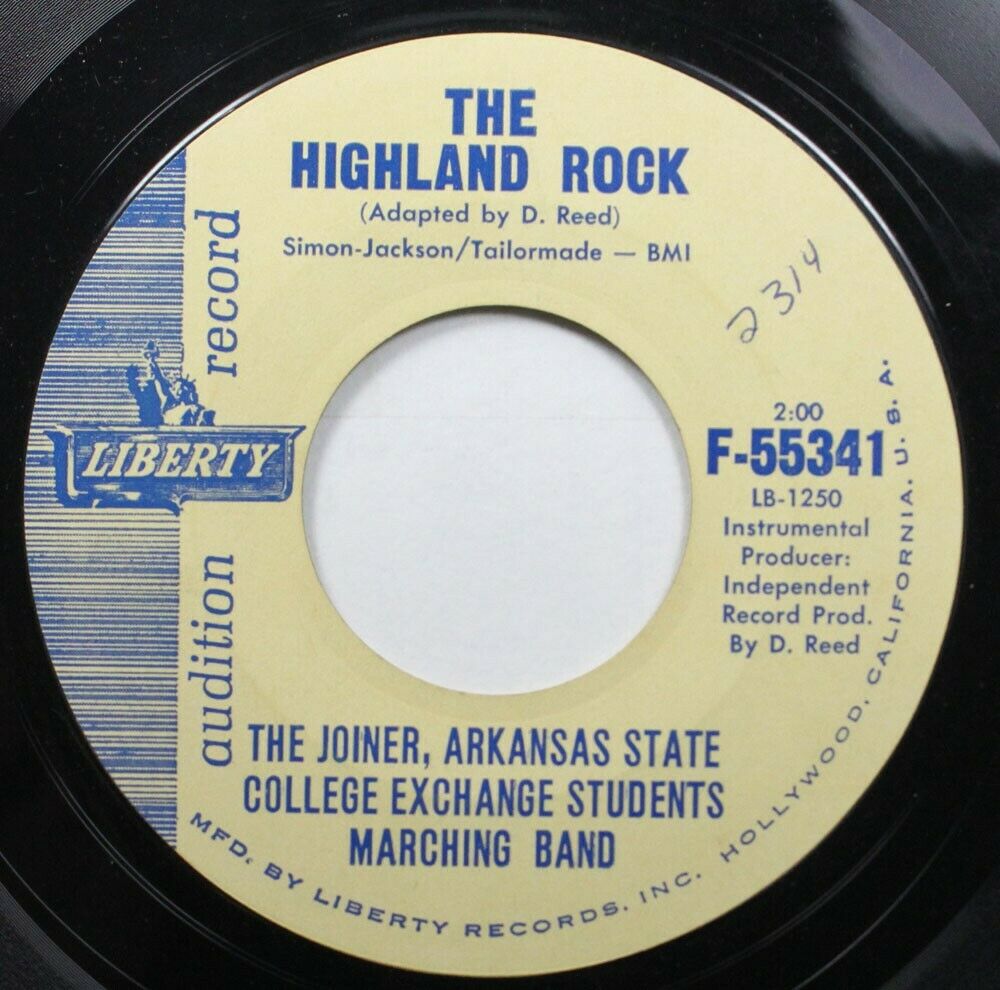 THE
HIGHLAND ROCK
(Adapted by D. Reed)
Simon-Jackson/Tailormade — BMI
2314
audition record
LIBERTY
2:00
F-55341
LB-1250
Instrumental
Producer:
Independent
Record Prod.
By D. Reed
THE JOINER, ARKANSAS STATE
COLLEGE EXCHANGE STUDENTS
MARCHING BAND
MFD. BY LIBERTY RECORDS, INC. HOLLYWOOD, CALIFORNIA, U. S. A.